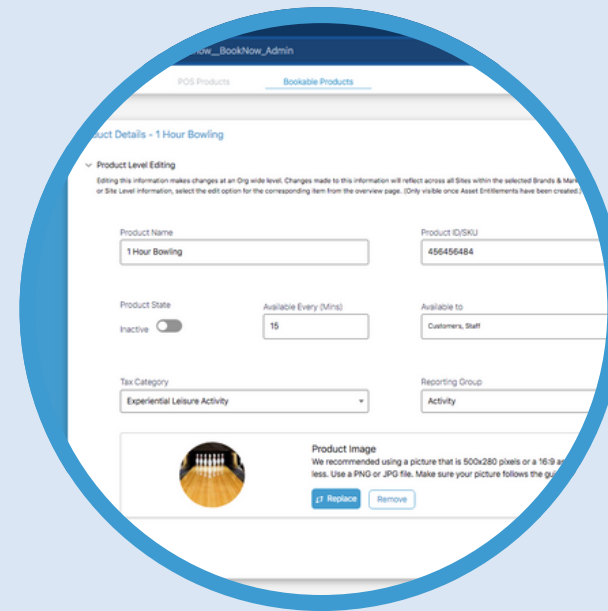 __BookNow_Admin
POS Products
Bookable Products
Details - 1 Hour Bowling
Product Level Editing
Editing this information makes changes at an Org wide level. Changes made to this information will reflect across all Sites within the selected Brands &
or Site Level information, select the edit option for the corresponding item from the overview page. (Only visible once Asset Entitlements have been created.
Product Name
Product ID/SKU
1 Hour Bowling
456456484
Product State
Available Every (Mins)
Available to
Inactive
15
Customers, Staff
Tax Category
Reporting Group
Experiential Leisure Activity
Activity
Product Image
We recommended using a picture that is 500x280 pixels or a 16:9
less. Use a PNG or JPG file. Make sure your picture follows the
Replace
Remove